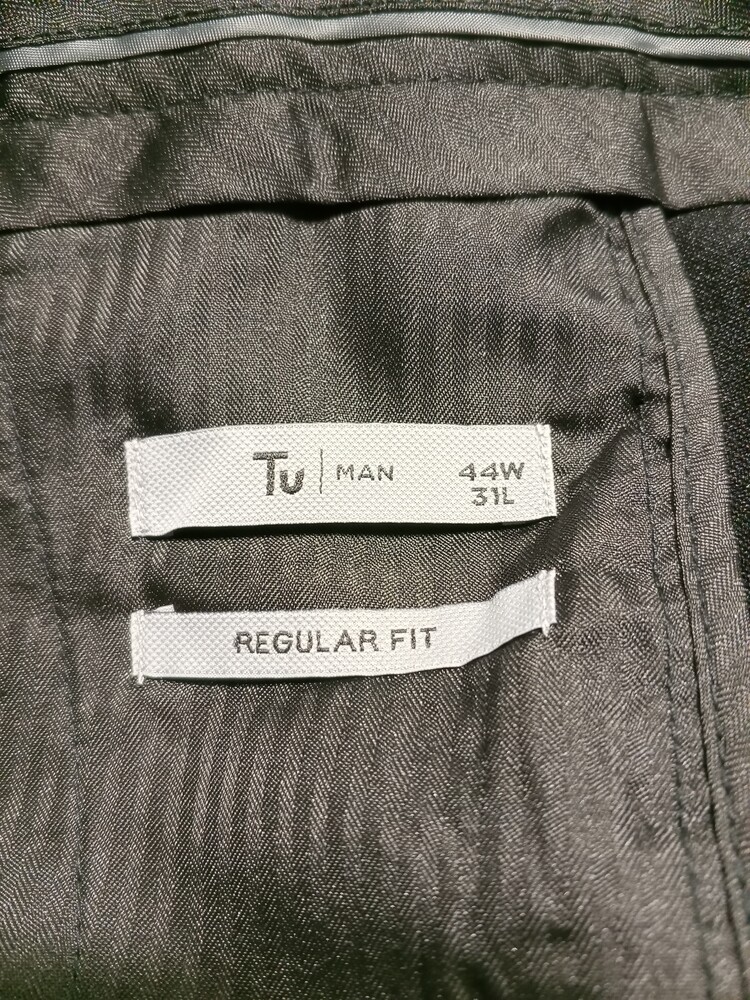 Tu | MAN 44W
31L
REGULAR FIT